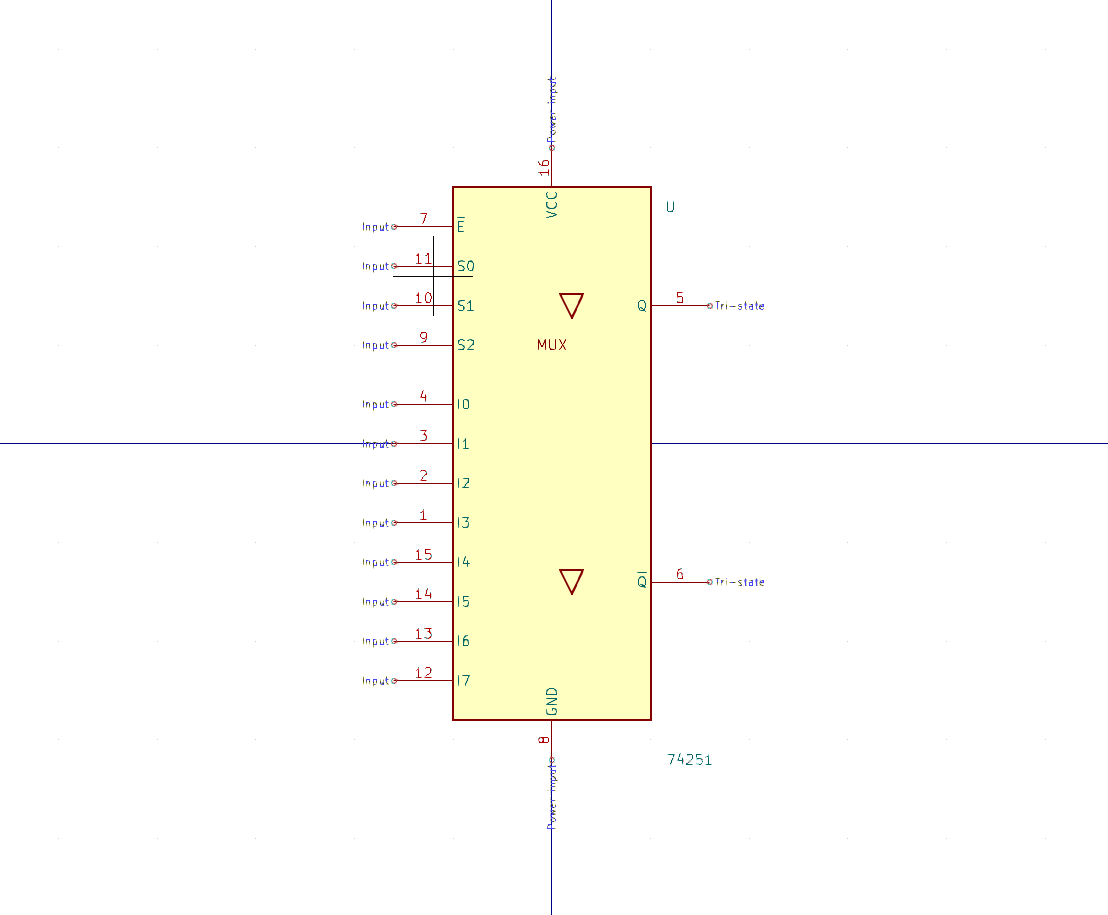 Power input
16
VCC
U
Input 7 E̅
Input 11 S0
Input 10 S1
Q 5 Tri-state
Input 9 S2
MUX
Input 4 I0
Input 3 I1
Input 2 I2
Input 1 I3
Input 15 I4
Q̅ 6 Tri-state
Input 14 I5
Input 13 I6
Input 12 I7
GND
8
74251
Power input